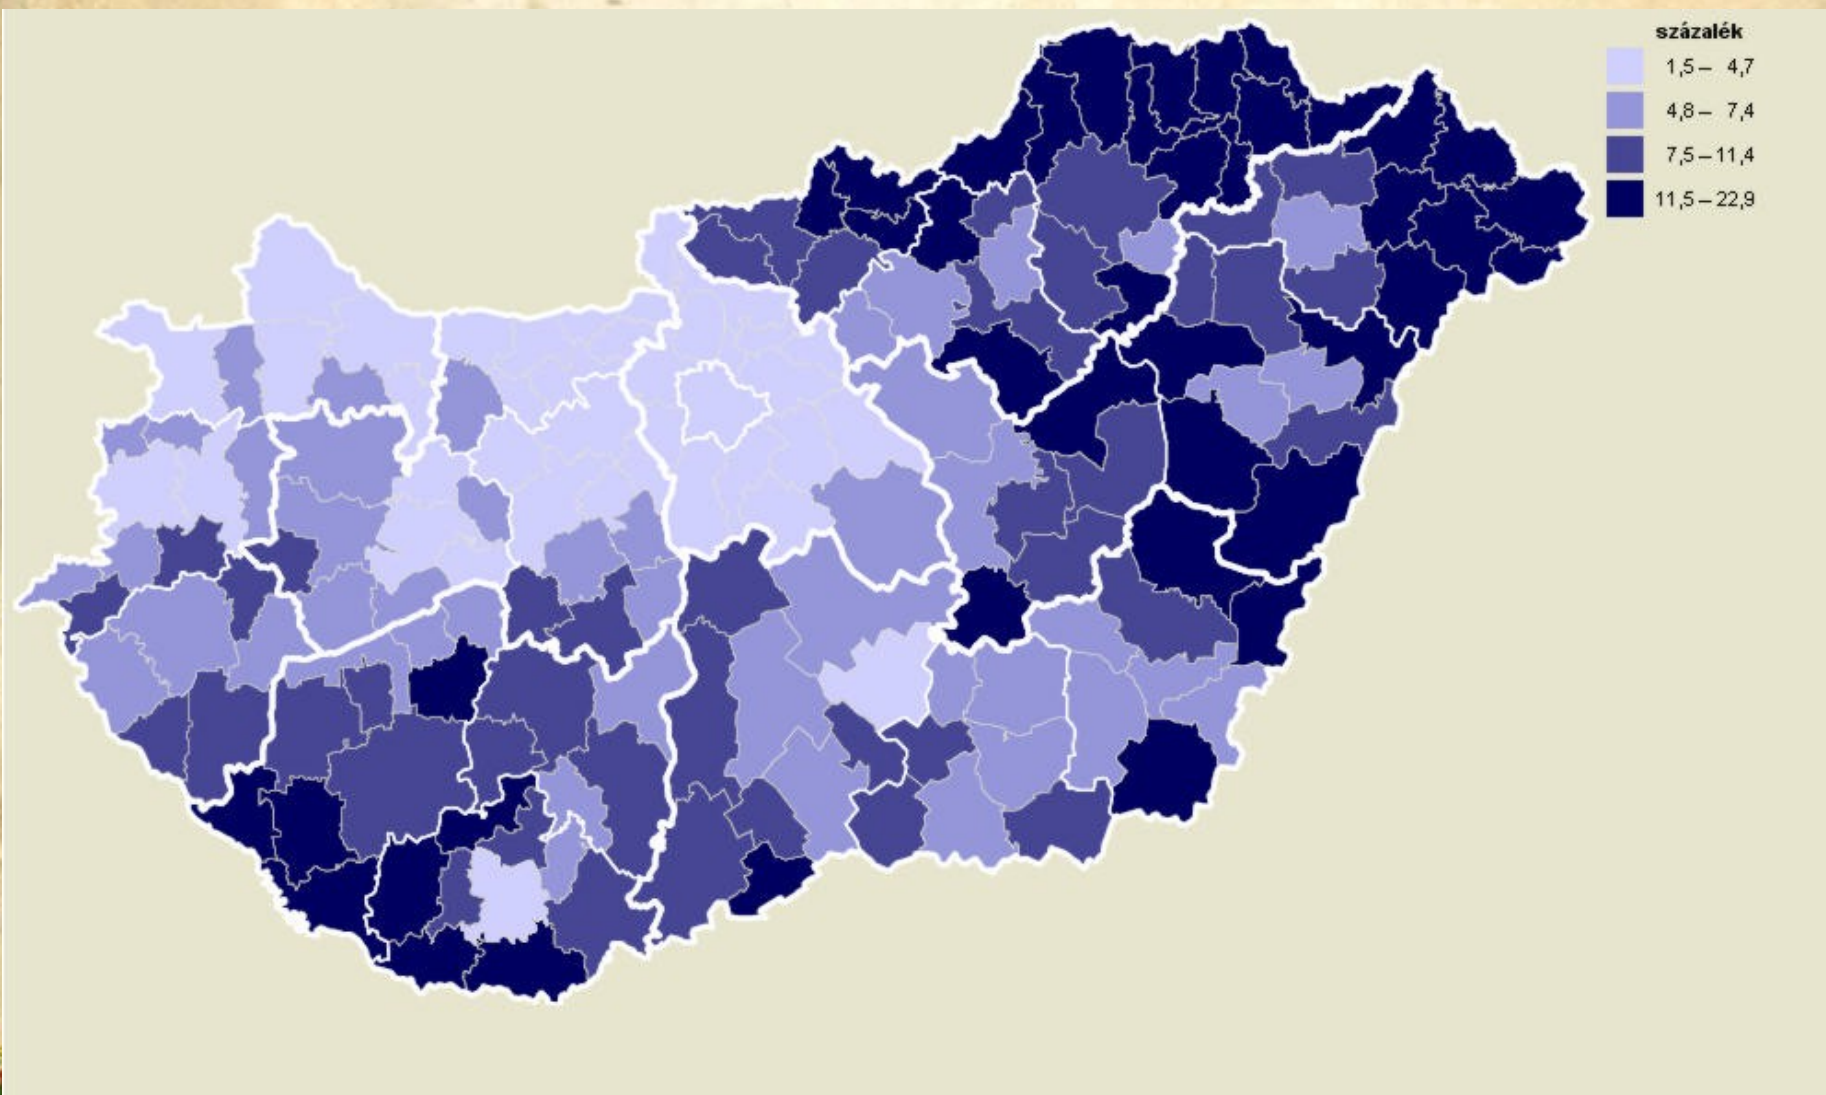 százalék
1,5 – 4,7
4,8 – 7,4
7,5 – 11,4
11,5 – 22,9